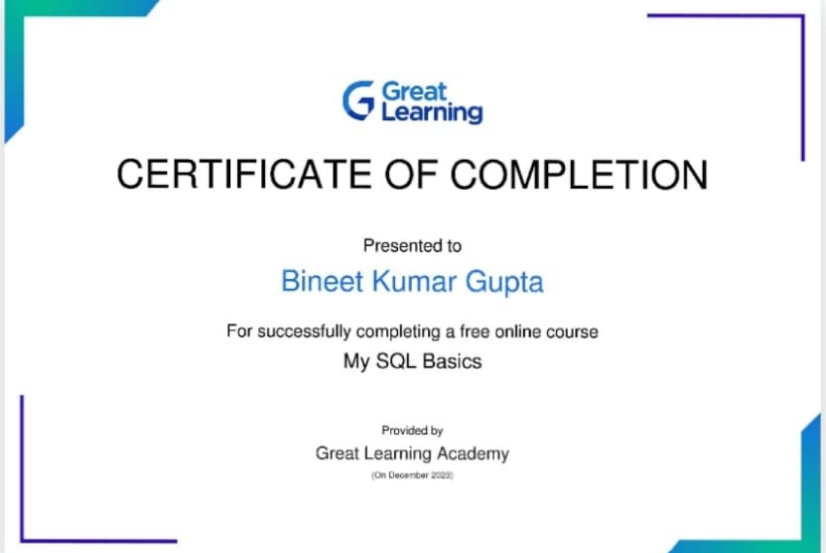 Great
Learning
CERTIFICATE OF COMPLETION
Presented to
Bineet Kumar Gupta
For successfully completing a free online course
My SQL Basics
Provided by
Great Learning Academy
(On December 2023)